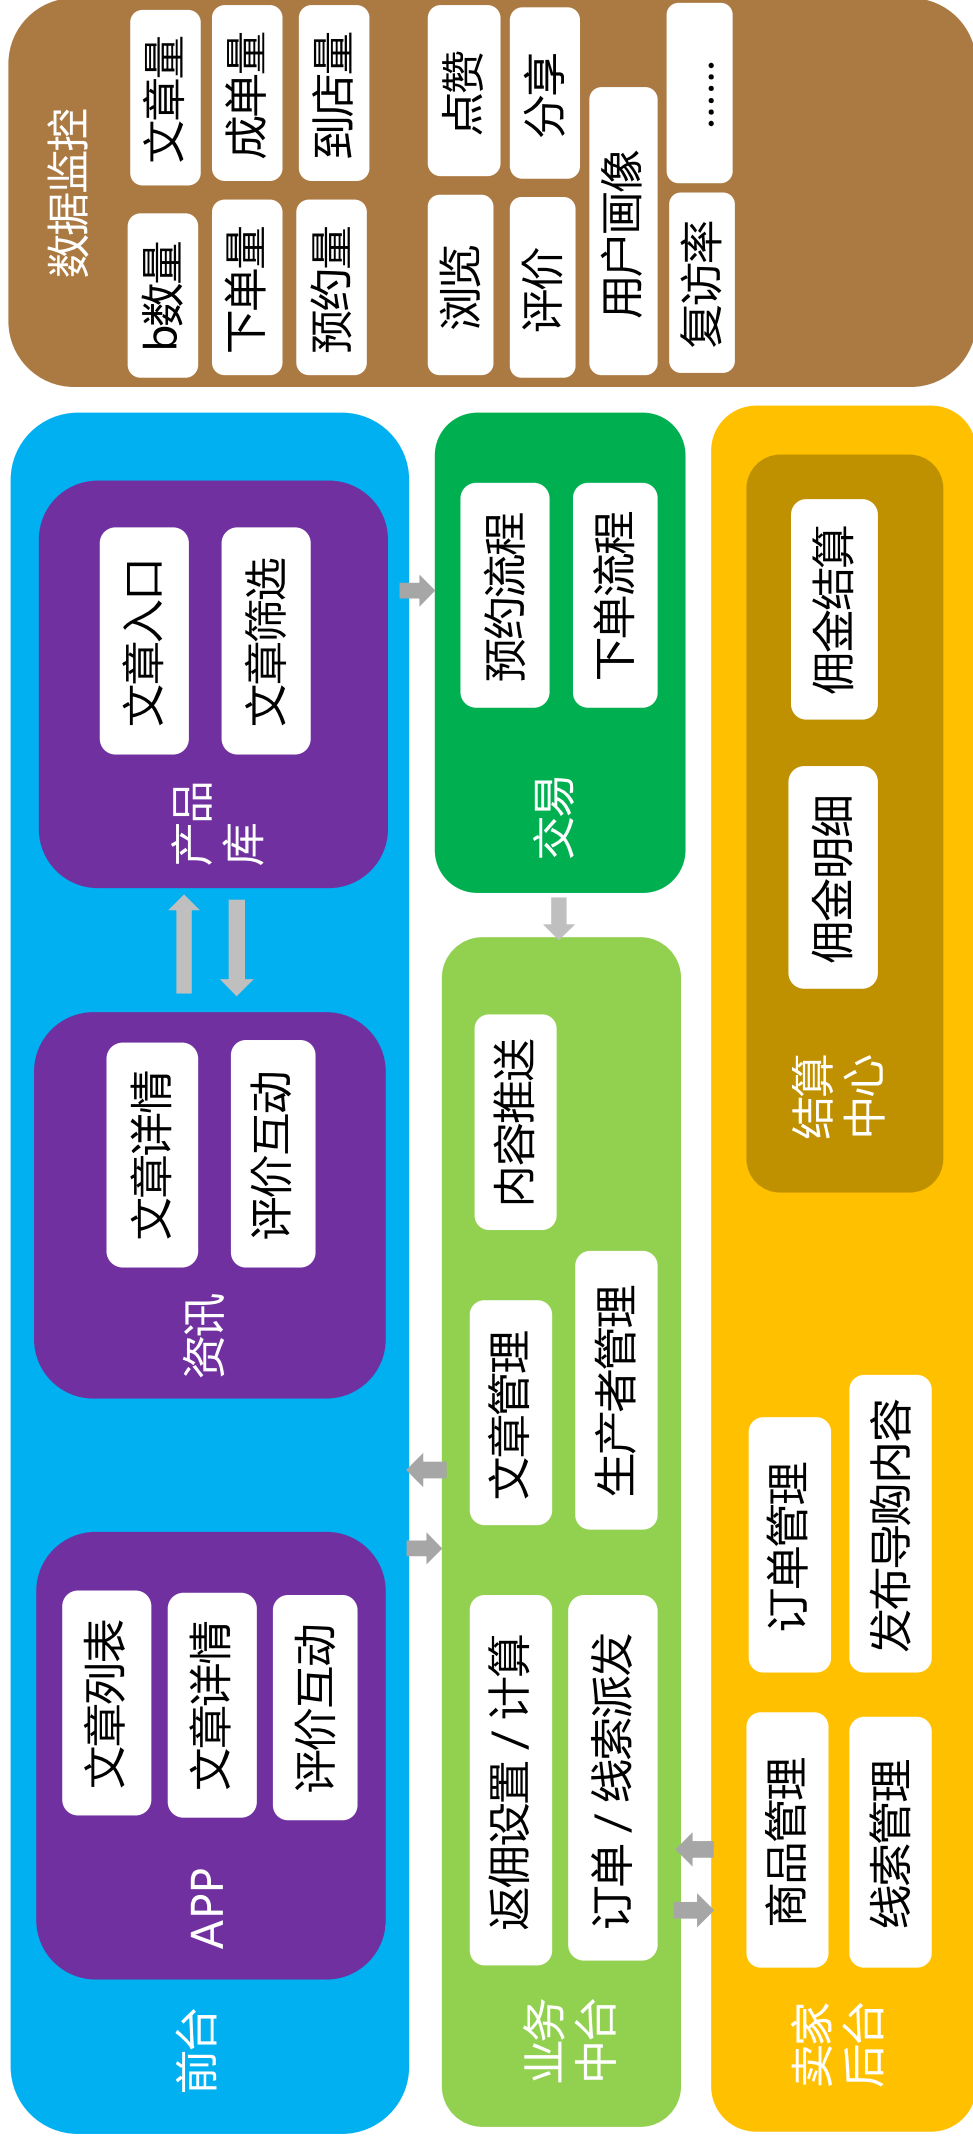 前台
APP
文章列表
文章详情
评价互动
资讯
文章详情
评价互动
产品
库
文章入口
文章筛选
业务
中台
返佣设置 / 计算
订单 / 线索派发
文章管理
生产者管理
内容推送
交易
预约流程
下单流程
卖家
后台
商品管理
线索管理
订单管理
发布导购内容
结算
中心
佣金明细
佣金结算
数据监控
b数量
文章量
下单量
成单量
预约量
到店量
浏览
点赞
评价
分享
用户画像
复访率
……